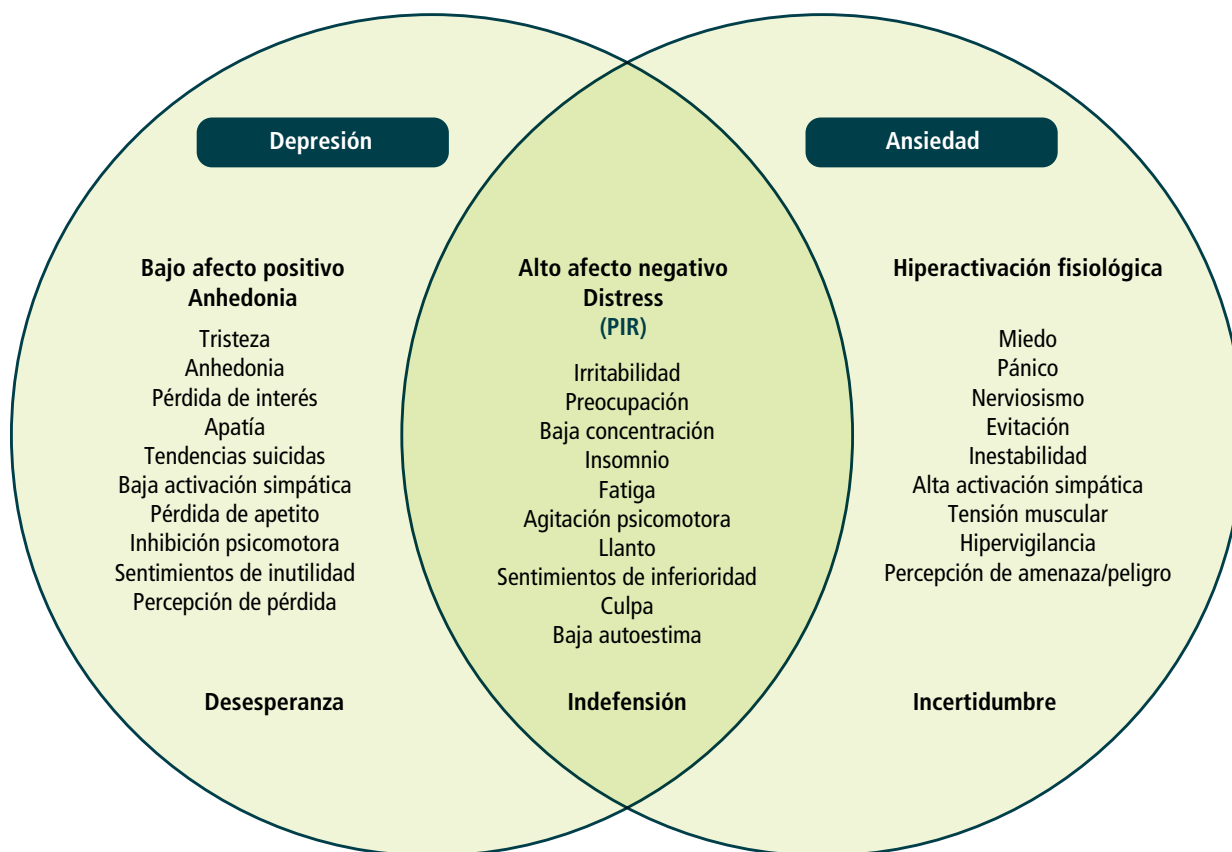 Depresión
Bajo afecto positivo
Anhedonia
Tristeza
Anhedonia
Pérdida de interés
Apatía
Tendencias suicidas
Baja activación simpática
Pérdida de apetito
Inhibición psicomotora
Sentimientos de inutilidad
Percepción de pérdida
Desesperanza
Alto afecto negativo
Distress
(PIR)
Irritabilidad
Preocupación
Baja concentración
Insomnio
Fatiga
Agitación psicomotora
Llanto
Sentimientos de inferioridad
Culpa
Baja autoestima
Indefensión
Ansiedad
Hiperactivación fisiológica
Miedo
Pánico
Nerviosismo
Evitación
Inestabilidad
Alta activación simpática
Tensión muscular
Hipervigilancia
Percepción de amenaza/peligro
Incertidumbre